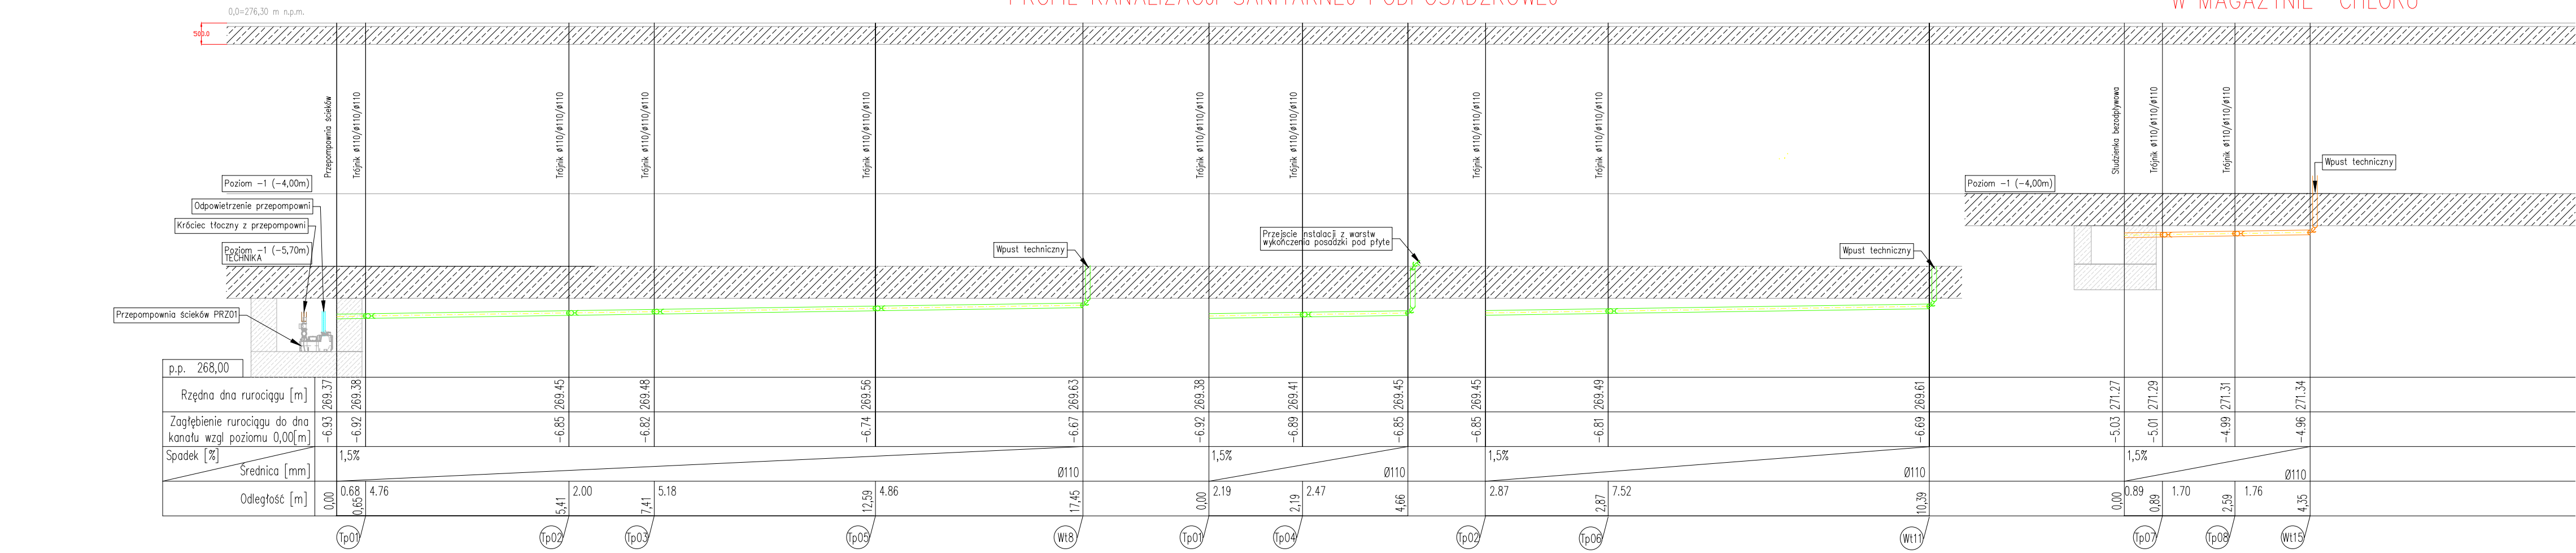 PROFIL KANALIZACJI SANITARNEJ PODPOSADZKOWEJ
W MAGAZYNIE CHLORU
0,0=276,30 m n.p.m.
500.0
Przepompownia ścieków
Trójnik ø110/ø110/ø110
Trójnik ø110/ø110/ø110
Trójnik ø110/ø110/ø110
Trójnik ø110/ø110/ø110
Trójnik ø110/ø110/ø110
Trójnik ø110/ø110/ø110
Trójnik ø110/ø110/ø110
Trójnik ø110/ø110/ø110
Studzienka bezodpływowa
Trójnik ø110/ø110/ø110
Trójnik ø110/ø110/ø110
Wpust techniczny
Poziom -1 (-4,00m)
Poziom -1 (-4,00m)
Odpowietrzenie przepompowni
Króciec tłoczny z przepompowni
Poziom -1 (-5,70m)
TECHNIKA
Wpust techniczny
Przejscie instalacji z warstw
wykończenia posadzki pod płytę
Wpust techniczny
Przepompownia ścieków PRZ01
p.p. 268,00
Rzędna dna rurociągu [m]
269.37 269.38 269.45 269.48 269.56 269.63 269.38 269.41 269.45 269.45 269.49 269.61 271.27 271.29 271.31 271.34
Zagłębienie rurociągu do dna
kanału wzgl poziomu 0,00[m]
-6.93 -6.92 -6.85 -6.82 -6.74 -6.67 -6.92 -6.89 -6.85 -6.85 -6.81 -6.69 -5.03 -5.01 -4.99 -4.96
Spadek [%]
1,5% 1,5% 1,5% 1,5%
Średnica [mm]
Ø110 Ø110 Ø110 Ø110
Odległość [m]
0.68 4.76 2.00 5.18 4.86 2.19 2.47 2.87 7.52 0.89 1.70 1.76
0,00 0,65 5,41 7,41 12,59 17,45 0,00 2,19 4,66 2,87 10,39 0,00 0,89 2,59 4,35
Tp01 Tp02 Tp03 Tp05 Wt8 Tp01 Tp04 Tp02 Tp06 Wt11 Tp07 Tp08 Wt15